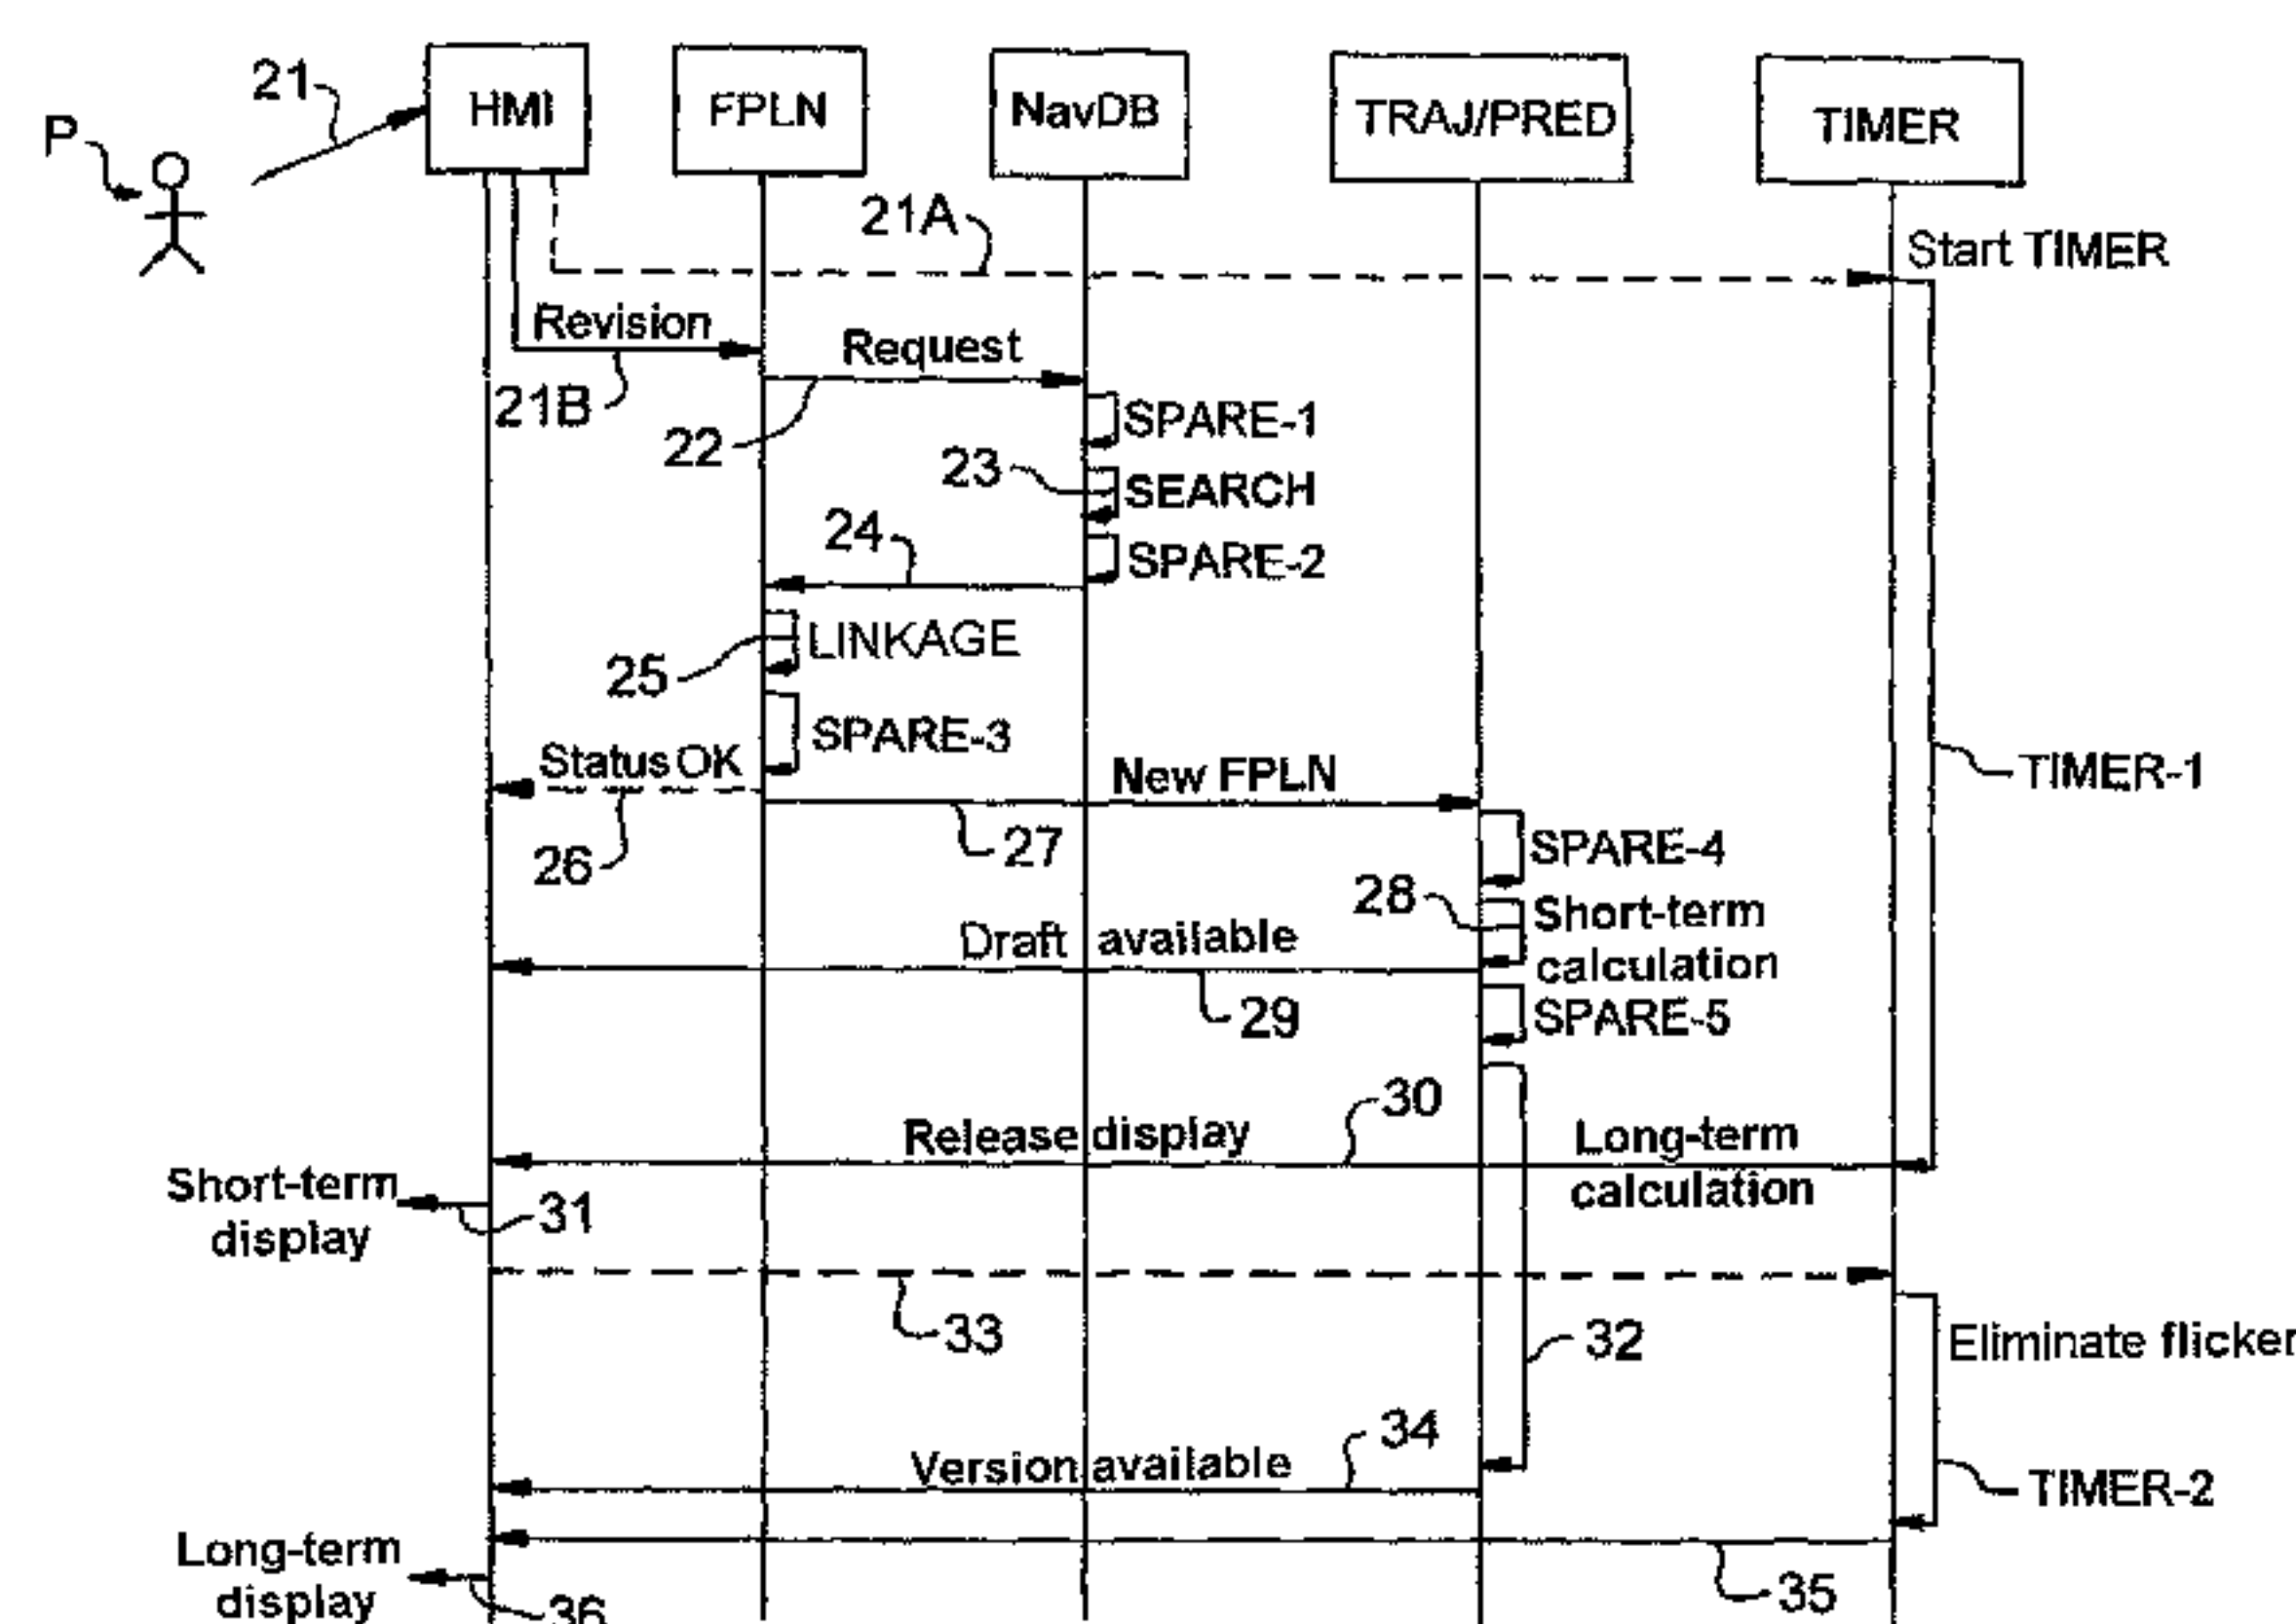 HMI
FPLN
NavDB
TRAJ/PRED
TIMER
21
P
21A
Start TIMER
Revision
Request
21B
22
SPARE-1
23
SEARCH
24
SPARE-2
25
LINKAGE
SPARE-3
Status OK
New FPLN
TIMER-1
26
27
SPARE-4
28
Short-term
calculation
Draft available
29
SPARE-5
30
Release display
Long-term
calculation
Short-term
display
31
33
32
Eliminate flicker
34
Version available
TIMER-2
Long-term
display
36
35